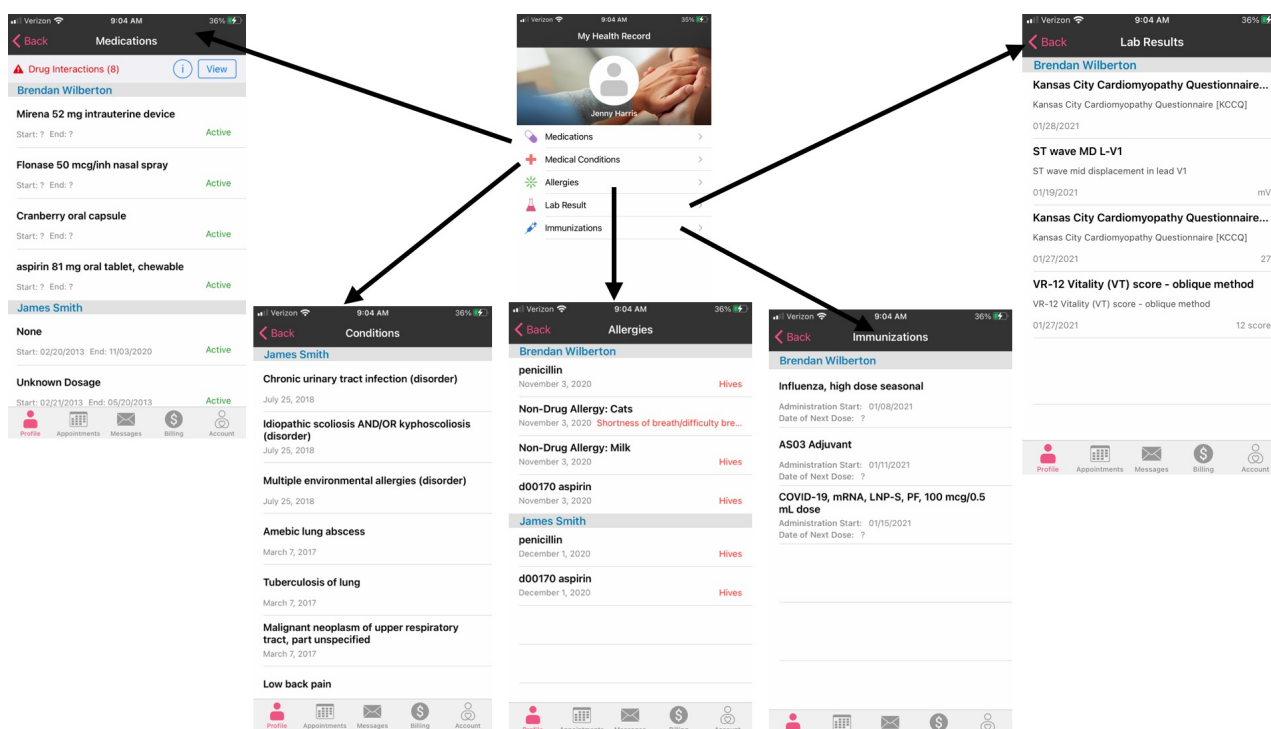 Verizon 9:04 AM 36%
Back Medications
Drug Interactions (8) i View
Brendan Wilberton
Mirena 52 mg intrauterine device
Start: ? End: ? Active
Flonase 50 mcg/inh nasal spray
Start: ? End: ? Active
Cranberry oral capsule
Start: ? End: ? Active
aspirin 81 mg oral tablet, chewable
Start: ? End: ? Active
James Smith
None
Start: 02/20/2013 End: 11/03/2020 Active
Unknown Dosage
Start: 02/21/2013 End: 05/20/2013 Active
Profile Appointments Messages Billing Account
Verizon 9:04 AM 35%
My Health Record
Jenny Harris
Medications
Medical Conditions
Allergies
Lab Result
Immunizations
Verizon 9:04 AM 36%
Back Lab Results
Brendan Wilberton
Kansas City Cardiomyopathy Questionnaire...
Kansas City Cardiomyopathy Questionnaire [KCCQ]
01/28/2021
ST wave MD L-V1
ST wave mid displacement in lead V1
01/19/2021 mV
Kansas City Cardiomyopathy Questionnaire...
Kansas City Cardiomyopathy Questionnaire [KCCQ]
01/27/2021 27
VR-12 Vitality (VT) score - oblique method
VR-12 Vitality (VT) score - oblique method
01/27/2021 12 score
Profile Appointments Messages Billing Account
Verizon 9:04 AM 36%
Back Conditions
James Smith
Chronic urinary tract infection (disorder)
July 25, 2018
Idiopathic scoliosis AND/OR kyphoscoliosis
(disorder)
July 25, 2018
Multiple environmental allergies (disorder)
July 25, 2018
Amebic lung abscess
March 7, 2017
Tuberculosis of lung
March 7, 2017
Malignant neoplasm of upper respiratory
tract, part unspecified
March 7, 2017
Low back pain
Profile Appointments Messages Billing Account
Verizon 9:04 AM 36%
Back Allergies
Brendan Wilberton
penicillin
November 3, 2020 Hives
Non-Drug Allergy: Cats
November 3, 2020 Shortness of breath/difficulty bre...
Non-Drug Allergy: Milk
November 3, 2020 Hives
d00170 aspirin
November 3, 2020 Hives
James Smith
penicillin
December 1, 2020 Hives
d00170 aspirin
December 1, 2020 Hives
Profile Appointments Messages Billing Account
Verizon 9:04 AM 36%
Back Immunizations
Brendan Wilberton
Influenza, high dose seasonal
Administration Start: 01/08/2021
Date of Next Dose: ?
AS03 Adjuvant
Administration Start: 01/11/2021
Date of Next Dose: ?
COVID-19, mRNA, LNP-S, PF, 100 mcg/0.5
mL dose
Administration Start: 01/15/2021
Date of Next Dose: ?